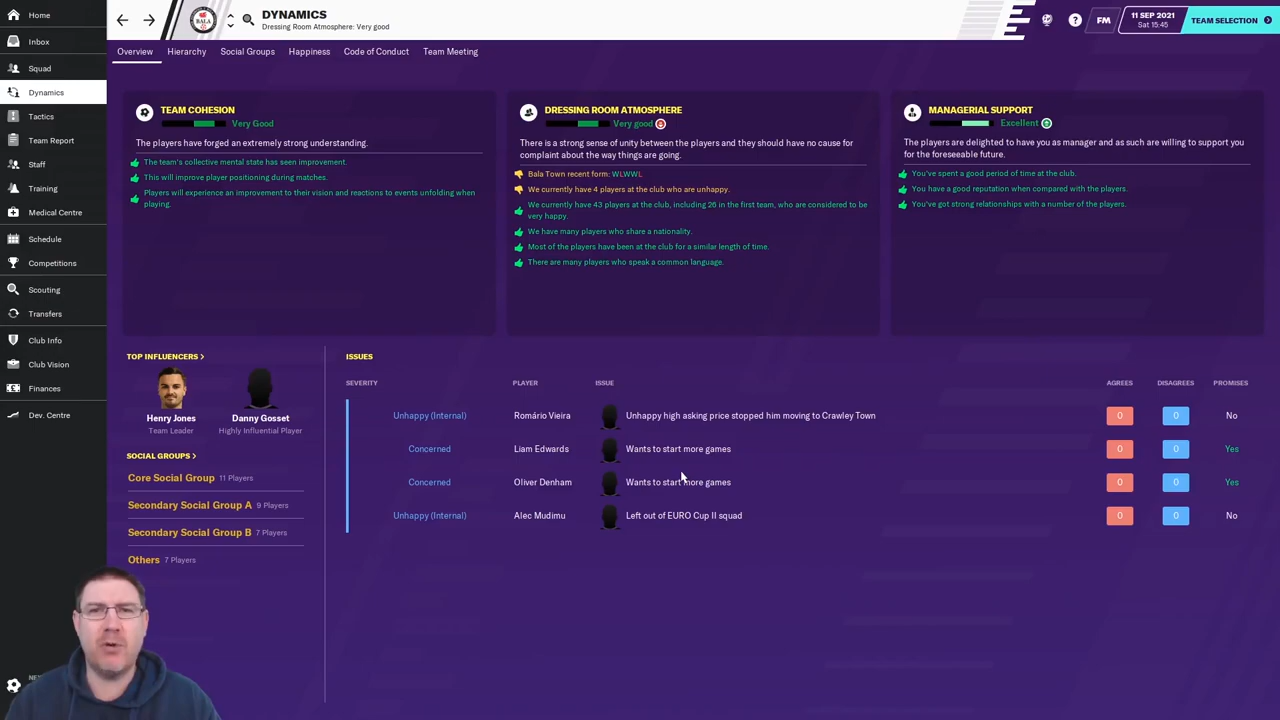 Home
Inbox
Squad
Dynamics
Tactics
Team Report
Staff
Training
Medical Centre
Schedule
Competitions
Scouting
Transfers
Club Info
Club Vision
Finances
Dev. Centre
BALA
DYNAMICS
Dressing Room Atmosphere: Very good
?
FM
11 SEP 2021
Sat 15:45
TEAM SELECTION
Overview
Hierarchy
Social Groups
Happiness
Code of Conduct
Team Meeting
TEAM COHESION
Very Good
The players have forged an extremely strong understanding.
The team's collective mental state has seen improvement.
This will improve player positioning during matches.
Players will experience an improvement to their vision and reactions to events unfolding when
playing.
DRESSING ROOM ATMOSPHERE
Very good
There is a strong sense of unity between the players and they should have no cause for
complaint about the way things are going.
Bala Town recent form: WLWWL
We currently have 4 players at the club who are unhappy.
We currently have 43 players at the club, including 26 in the first team, who are considered to be
very happy.
We have many players who share a nationality.
Most of the players have been at the club for a similar length of time.
There are many players who speak a common language.
MANAGERIAL SUPPORT
Excellent
The players are delighted to have you as manager and as such are willing to support you
for the foreseeable future.
You've spent a good period of time at the club.
You have a good reputation when compared with the players.
You've got strong relationships with a number of the players.
TOP INFLUENCERS >
Henry Jones
Team Leader
Danny Gosset
Highly Influential Player
SOCIAL GROUPS >
Core Social Group 11 Players
Secondary Social Group A 9 Players
Secondary Social Group B 7 Players
Others 7 Players
ISSUES
SEVERITY PLAYER ISSUE AGREES DISAGREES PROMISES
Unhappy (Internal) Romário Vieira Unhappy high asking price stopped him moving to Crawley Town 0 0 No
Concerned Liam Edwards Wants to start more games 0 0 Yes
Concerned Oliver Denham Wants to start more games 0 0 Yes
Unhappy (Internal) Alec Mudimu Left out of EURO Cup II squad 0 0 No